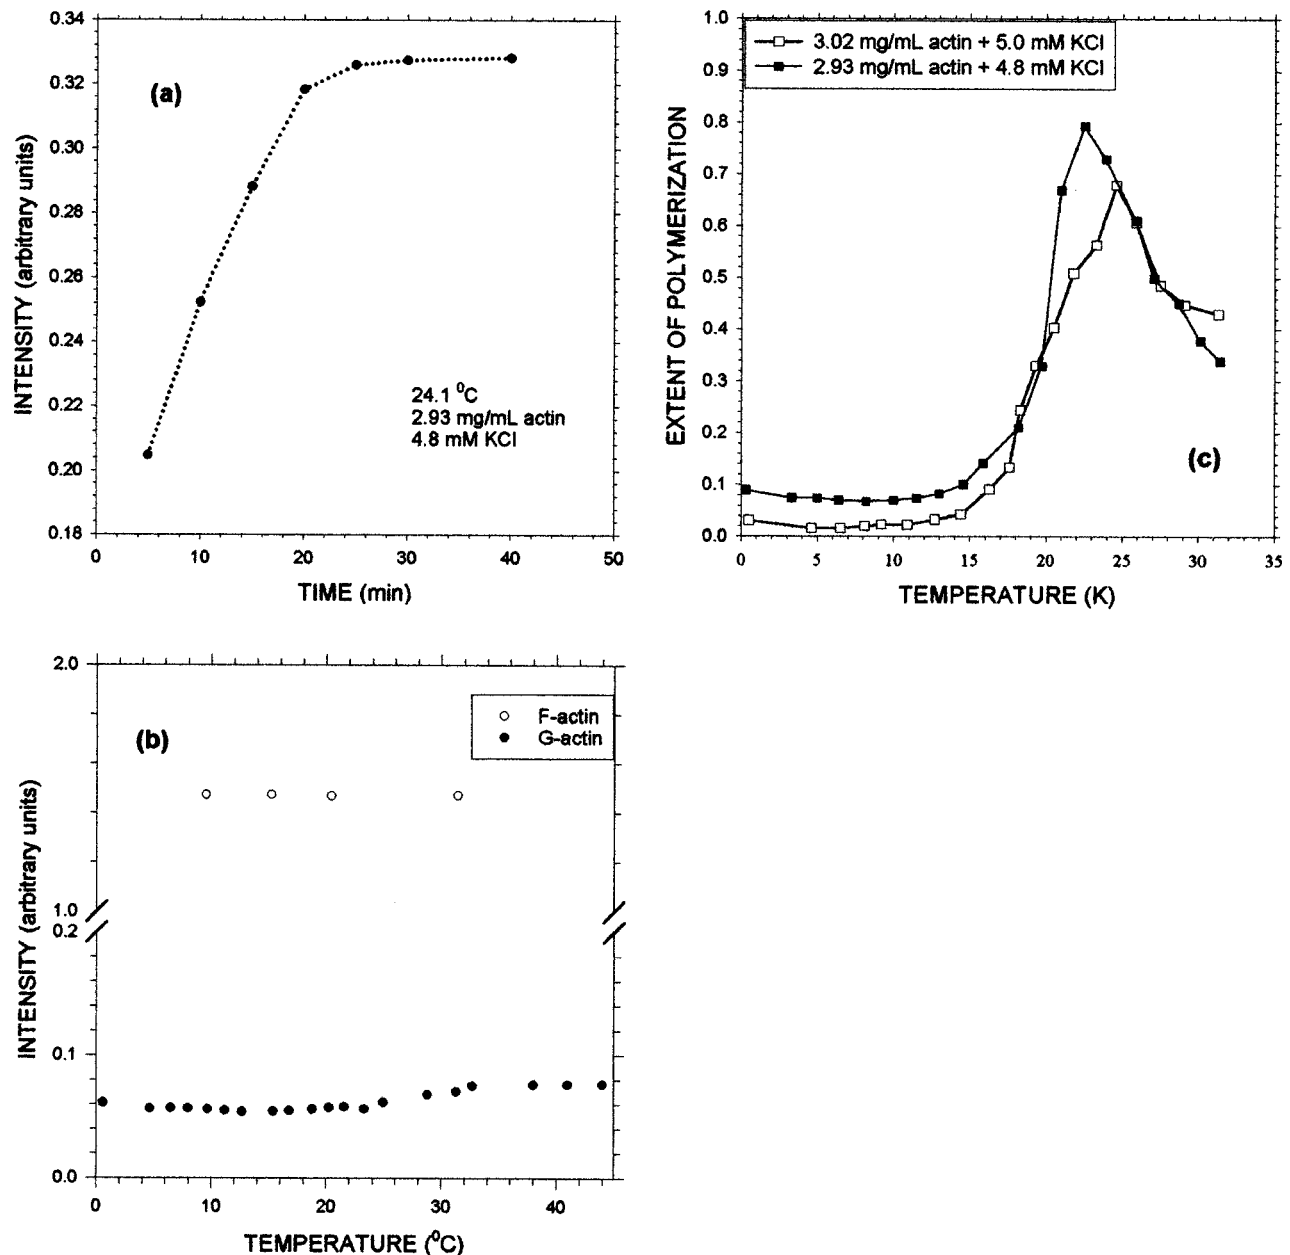 0.34
0.32
0.30
0.28
0.26
0.24
0.22
0.20
0.18
INTENSITY (arbitrary units)
(a)
24.1 ⁰C
2.93 mg/mL actin
4.8 mM KCl
0 10 20 30 40 50
TIME (min)
1.0
0.9
0.8
0.7
0.6
0.5
0.4
0.3
0.2
0.1
0.0
EXTENT OF POLYMERIZATION
3.02 mg/mL actin + 5.0 mM KCl
2.93 mg/mL actin + 4.8 mM KCl
(c)
0 5 10 15 20 25 30 35
TEMPERATURE (K)
2.0
1.0
0.2
0.1
0.0
INTENSITY (arbitrary units)
(b)
F-actin
G-actin
0 10 20 30 40
TEMPERATURE (⁰C)